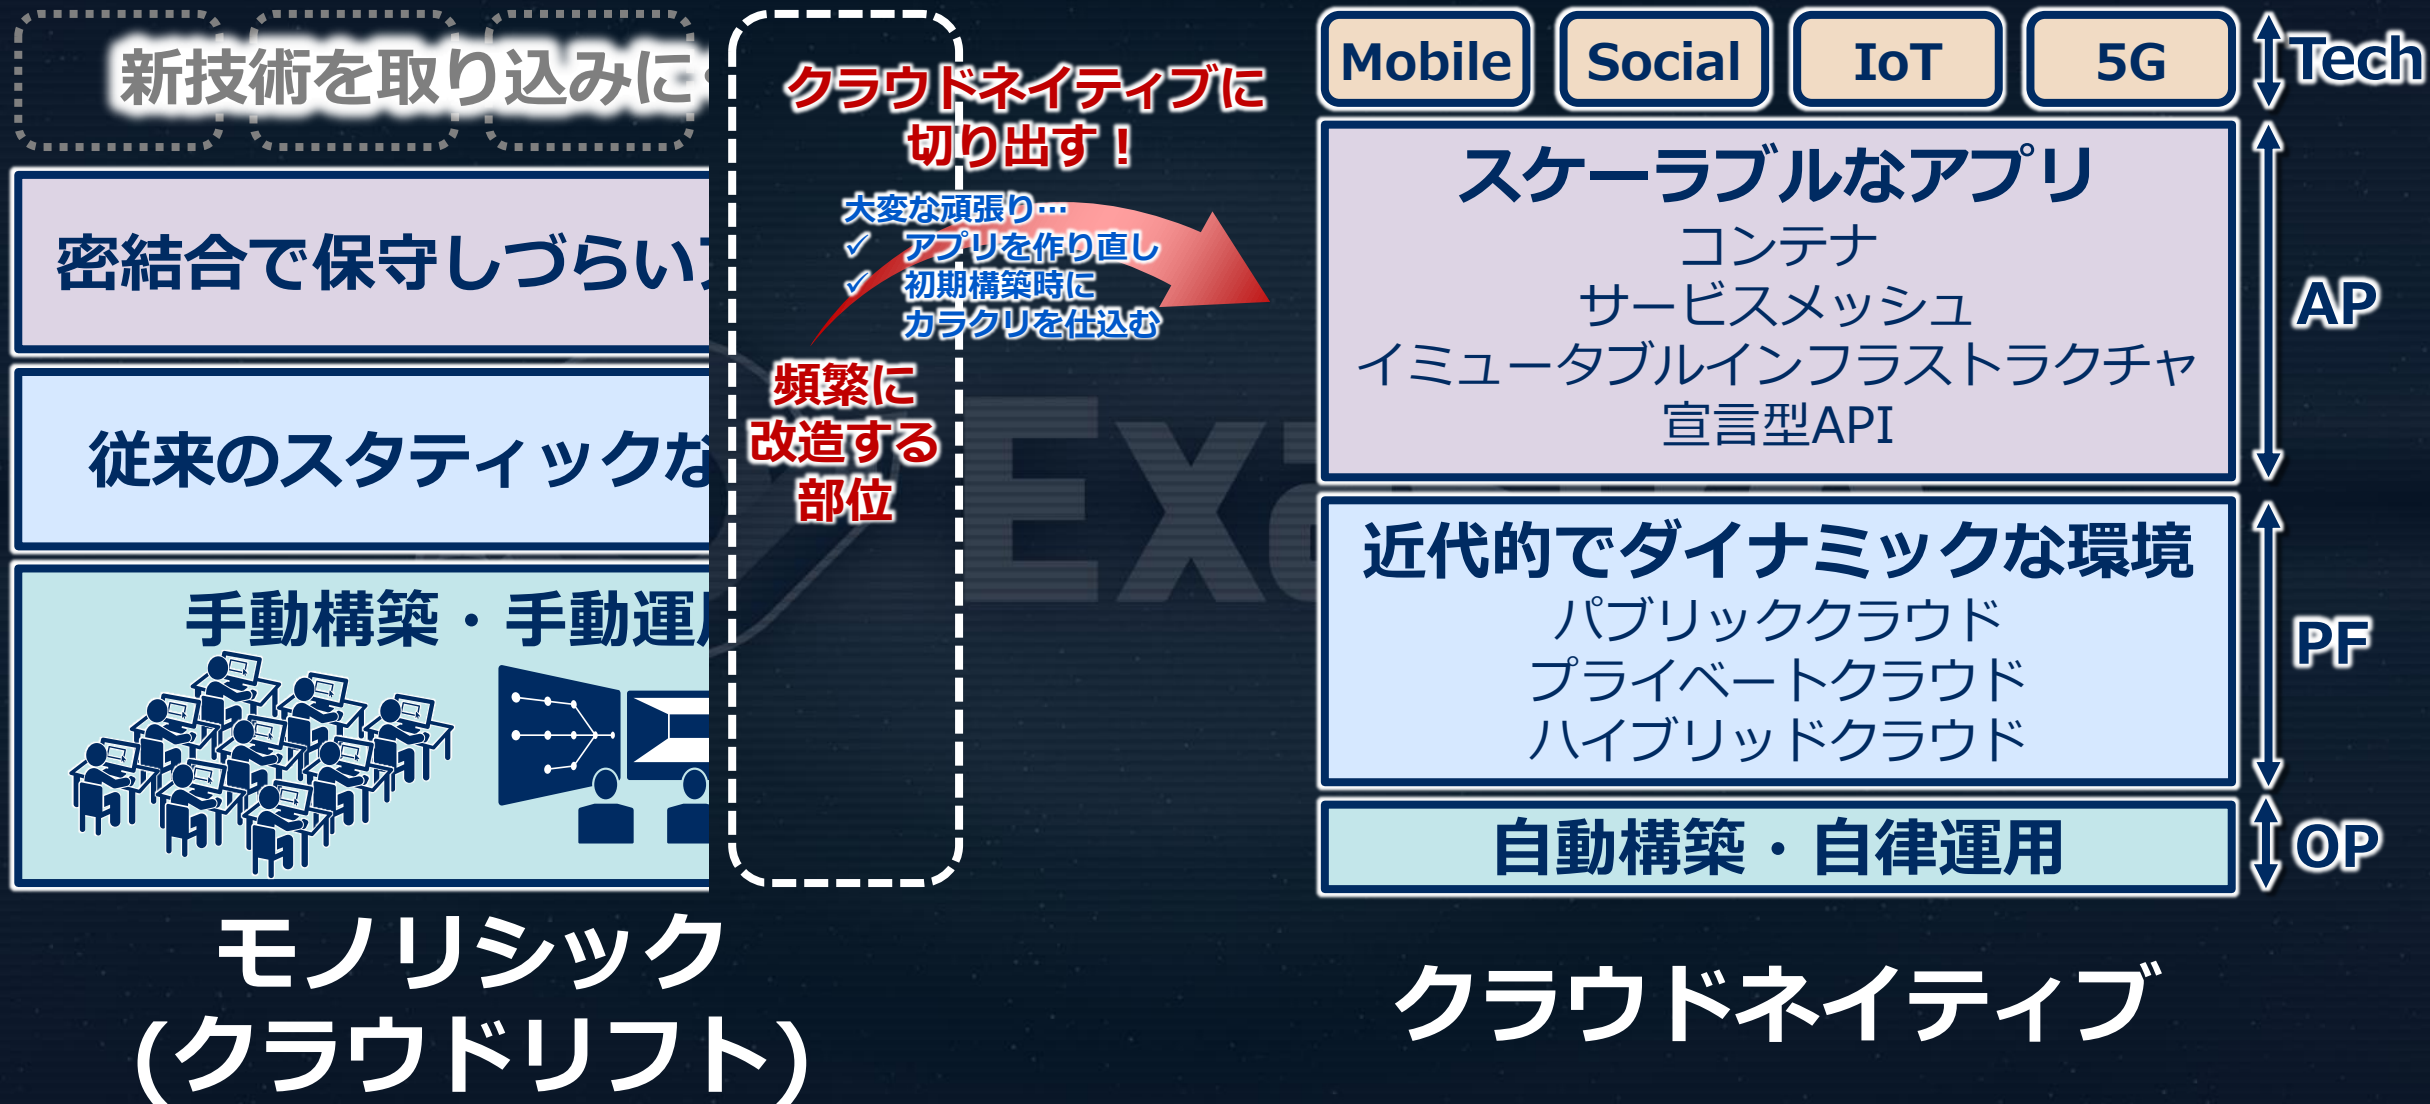 新技術を取り込みに
密結合で保守しづらい
従来のスタティックな
手動構築・手動運
モノリシック
(クラウドリフト)
クラウドネイティブに
切り出す！
大変な頑張り…
✓ アプリを作り直し
✓ 初期構築時に
カラクリを仕込む
頻繁に
改造する
部位
Mobile
Social
IoT
5G
Tech
スケーラブルなアプリ
コンテナ
サービスメッシュ
イミュータブルインフラストラクチャ
宣言型API
AP
近代的でダイナミックな環境
パブリッククラウド
プライベートクラウド
ハイブリッドクラウド
PF
自動構築・自律運用
OP
クラウドネイティブ